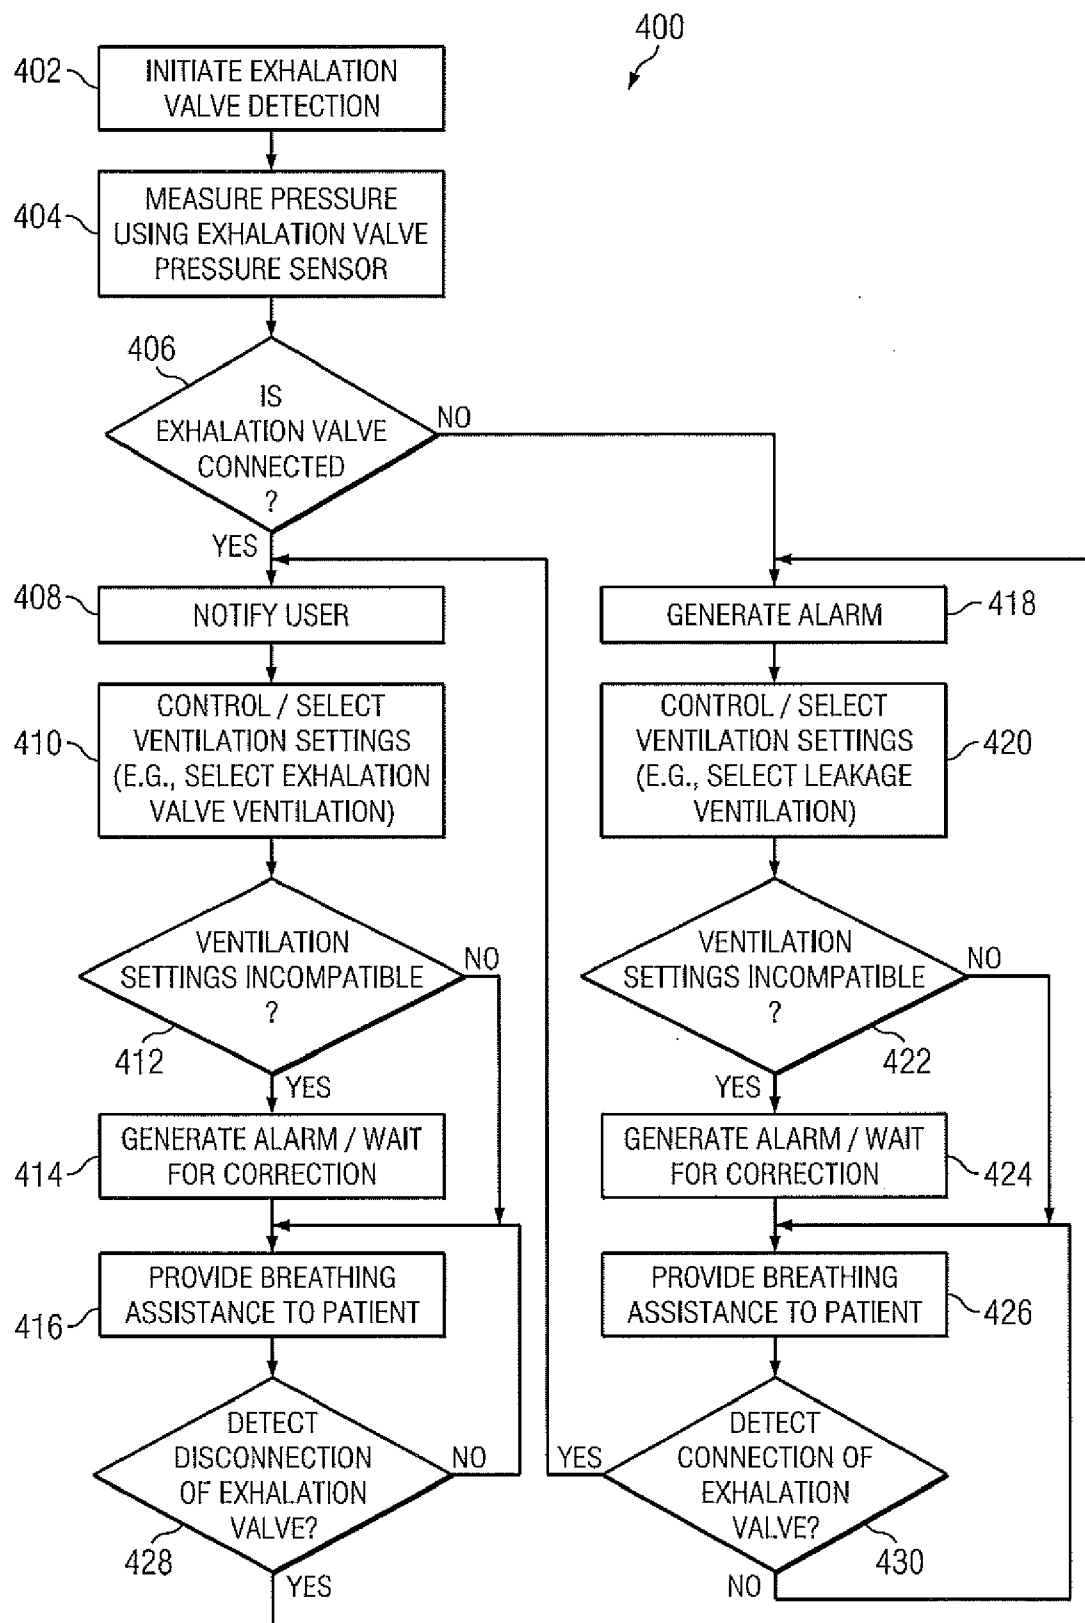 400
402
INITIATE EXHALATION
VALVE DETECTION
404
MEASURE PRESSURE
USING EXHALATION VALVE
PRESSURE SENSOR
406
IS
EXHALATION VALVE
CONNECTED
?
NO
YES
408
NOTIFY USER
410
CONTROL / SELECT
VENTILATION SETTINGS
(E.G., SELECT EXHALATION
VALVE VENTILATION)
VENTILATION
SETTINGS INCOMPATIBLE
?
NO
412
YES
414
GENERATE ALARM / WAIT
FOR CORRECTION
416
PROVIDE BREATHING
ASSISTANCE TO PATIENT
DETECT
DISCONNECTION
OF EXHALATION
VALVE?
NO
428
YES
GENERATE ALARM
418
CONTROL / SELECT
VENTILATION SETTINGS
(E.G., SELECT LEAKAGE
VENTILATION)
420
VENTILATION
SETTINGS INCOMPATIBLE
?
NO
422
YES
GENERATE ALARM / WAIT
FOR CORRECTION
424
PROVIDE BREATHING
ASSISTANCE TO PATIENT
426
DETECT
CONNECTION OF
EXHALATION
VALVE?
YES
430
NO